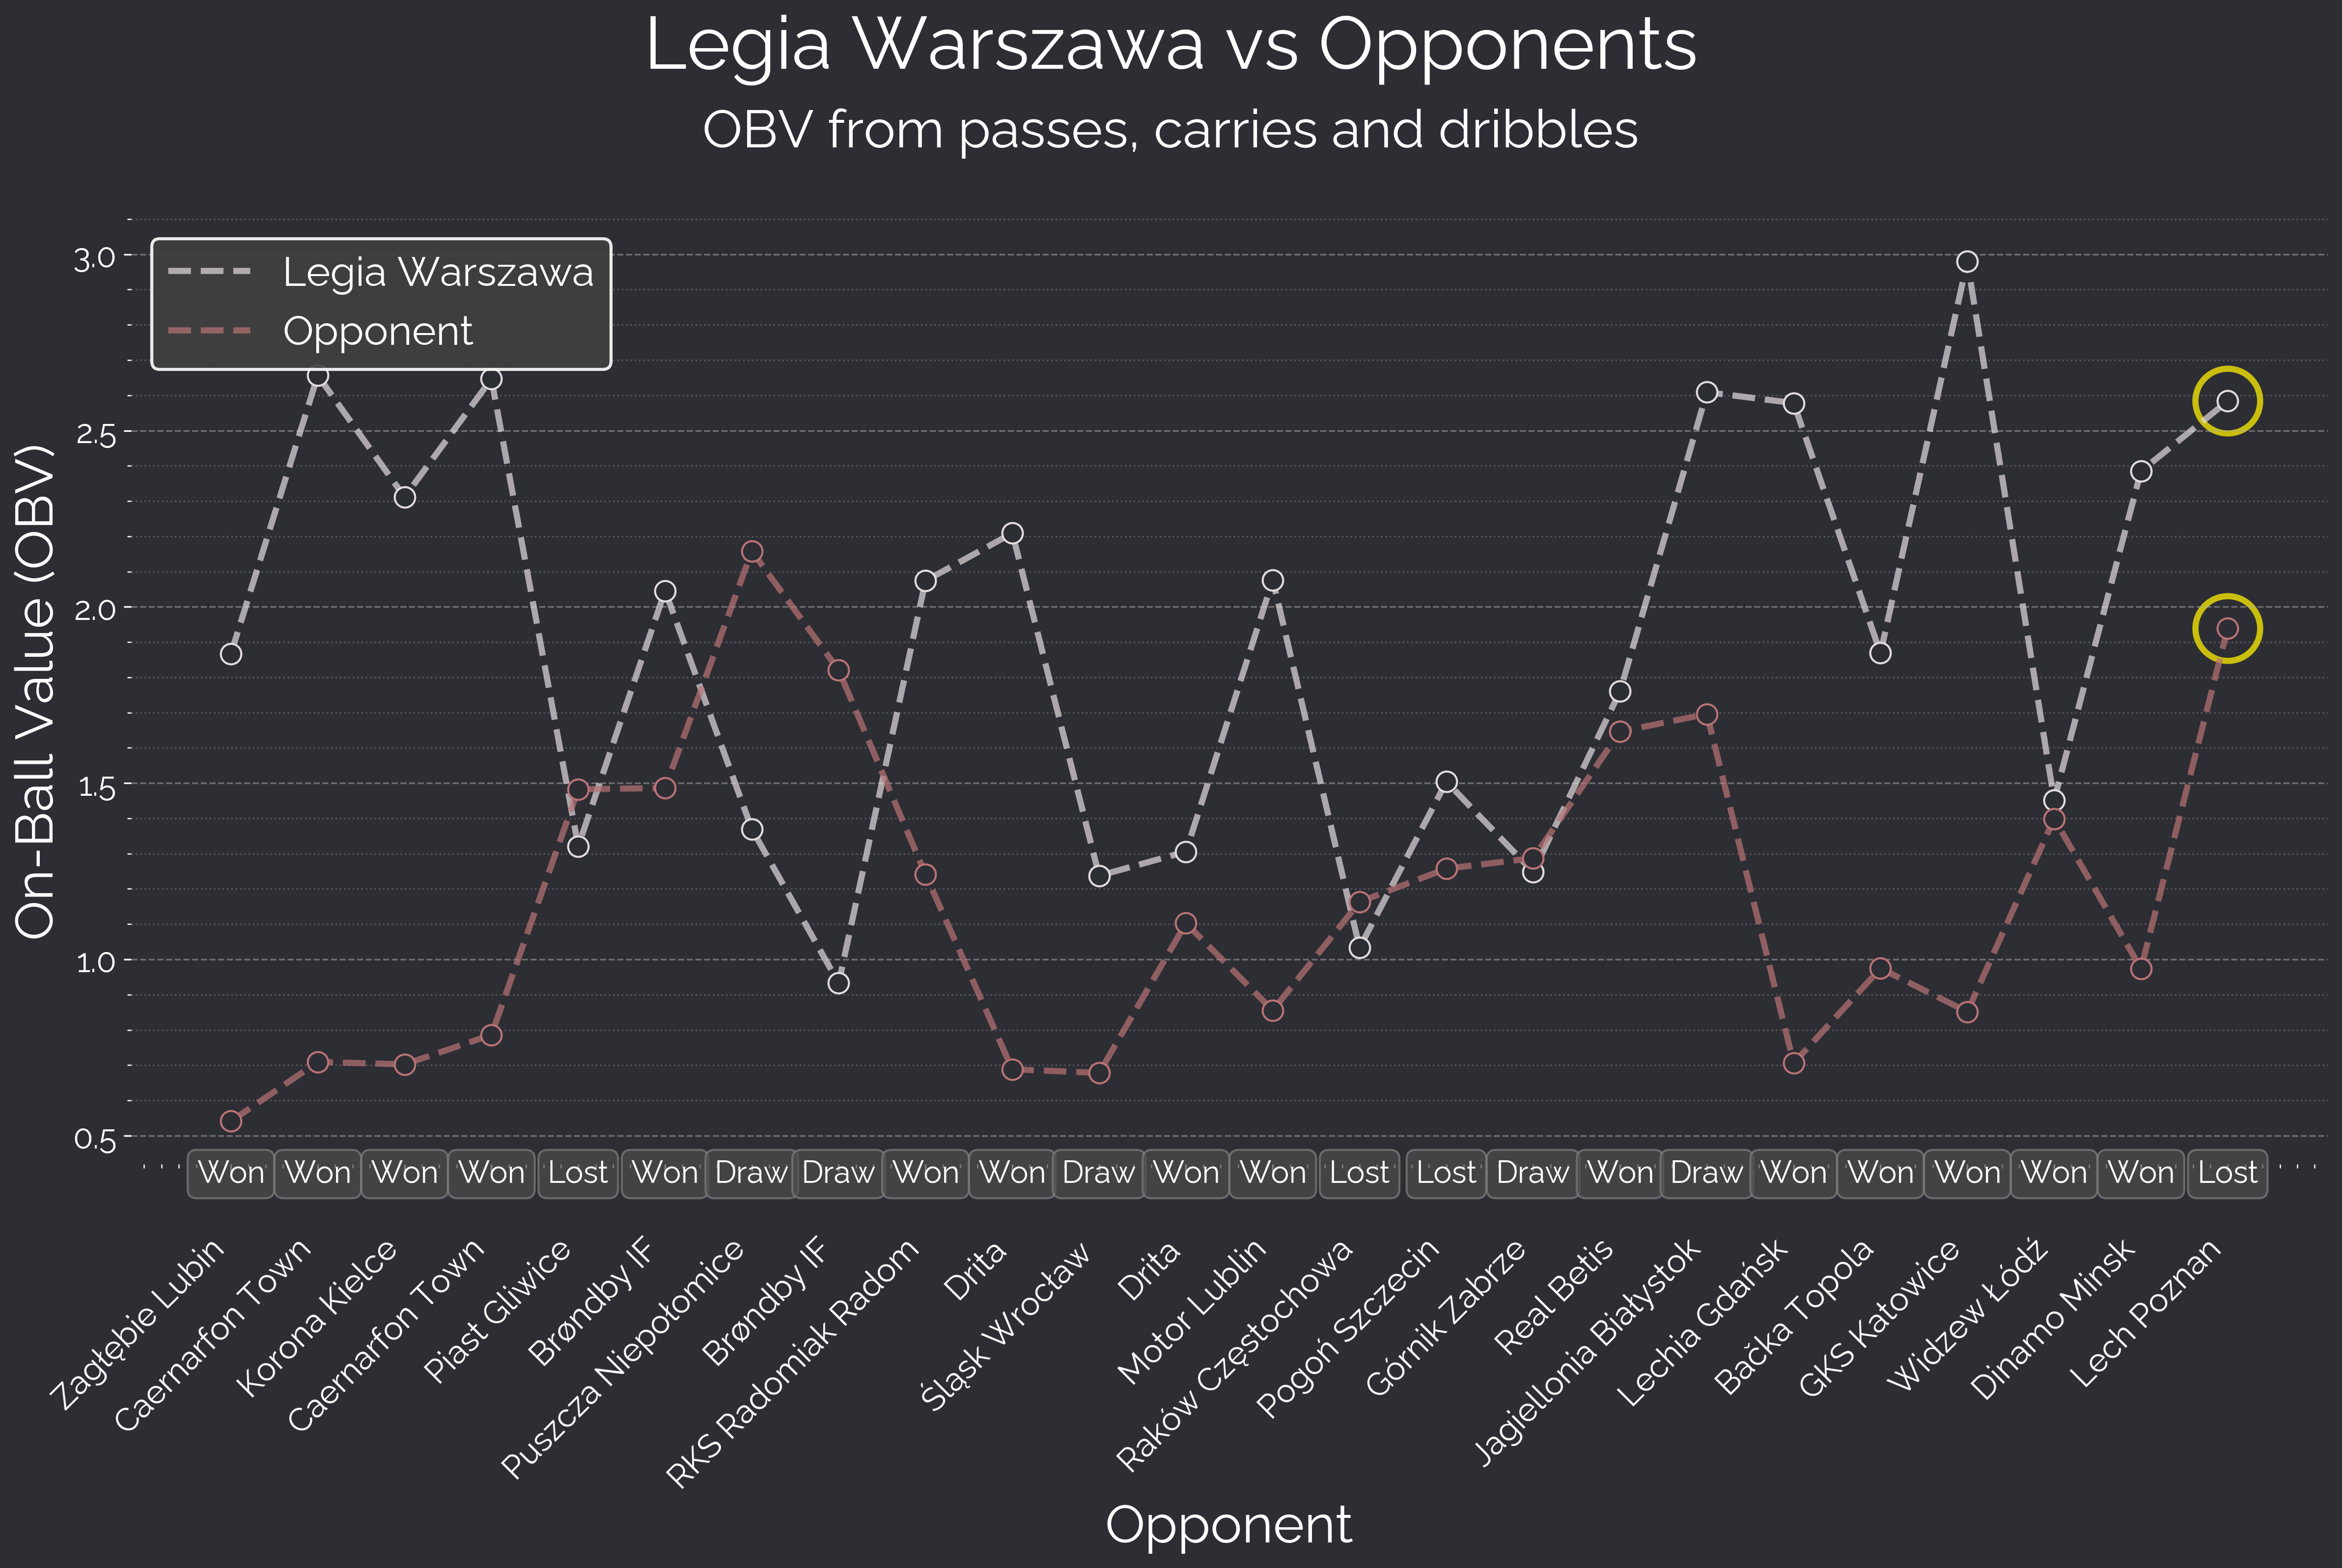 Legia Warszawa vs Opponents
OBV from passes, carries and dribbles
Legia Warszawa
Opponent
On-Ball Value (OBV)
3.0
2.5
2.0
1.5
1.0
0.5
Won Won Won Won Lost Won Draw Draw Won Won Draw Won Won Lost Lost Draw Won Draw Won Won Won Won Won Lost
Zagłębie Lubin
Caernarfon Town
Korona Kielce
Caernarfon Town
Piast Gliwice
Brøndby IF
Puszcza Niepołomice
Brøndby IF
RKS Radomiak Radom
Drita
Śląsk Wrocław
Drita
Motor Lublin
Raków Częstochowa
Pogoń Szczecin
Górnik Zabrze
Real Betis
Jagiellonia Białystok
Lechia Gdańsk
Bačka Topola
GKS Katowice
Widzew Łódź
Dinamo Minsk
Lech Poznań
Opponent